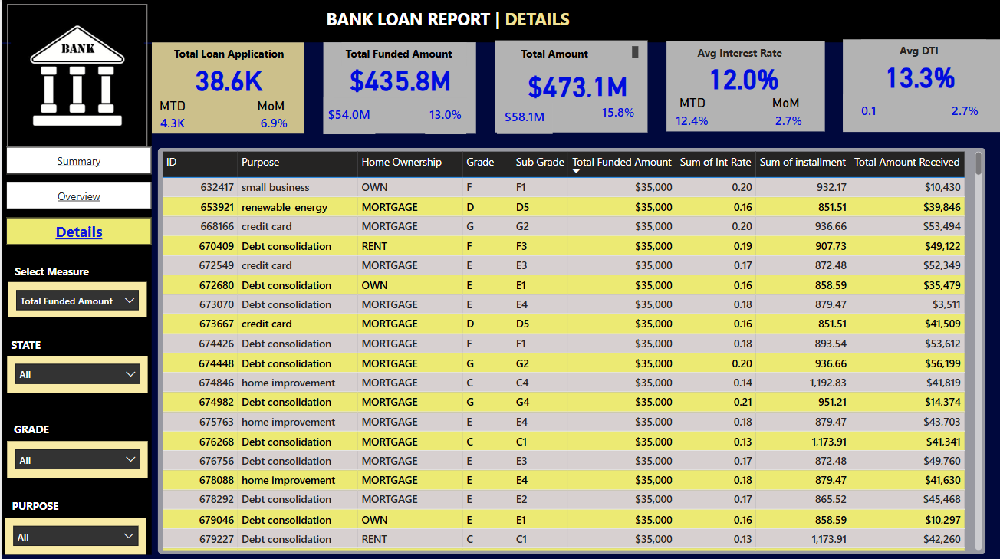 BANK LOAN REPORT | DETAILS
BANK
Total Loan Application
38.6K
MTD MoM
4.3K 6.9%
Total Funded Amount
$435.8M
$54.0M 13.0%
Total Amount
$473.1M
$58.1M 15.8%
Avg Interest Rate
12.0%
MTD MoM
12.4% 2.7%
Avg DTI
13.3%
0.1 2.7%
Summary
Overview
Details
Select Measure
Total Funded Amount
STATE
All
GRADE
All
PURPOSE
All
ID Purpose Home Ownership Grade Sub Grade Total Funded Amount Sum of Int Rate Sum of installment Total Amount Received
632417 small business OWN F F1 $35,000 0.20 932.17 $10,430
653921 renewable_energy MORTGAGE D D5 $35,000 0.16 851.51 $39,846
668166 credit card MORTGAGE G G2 $35,000 0.20 936.66 $53,494
670409 Debt consolidation RENT F F3 $35,000 0.19 907.73 $49,122
672549 credit card MORTGAGE E E3 $35,000 0.17 872.48 $52,349
672680 Debt consolidation OWN E E1 $35,000 0.16 858.59 $35,479
673070 Debt consolidation MORTGAGE E E4 $35,000 0.18 879.47 $3,511
673667 credit card MORTGAGE D D5 $35,000 0.16 851.51 $41,509
674426 Debt consolidation MORTGAGE F F1 $35,000 0.18 893.54 $53,612
674448 Debt consolidation MORTGAGE G G2 $35,000 0.20 936.66 $56,199
674846 home improvement MORTGAGE C C4 $35,000 0.14 1,192.83 $41,819
674982 Debt consolidation MORTGAGE G G4 $35,000 0.21 951.21 $14,374
675763 home improvement MORTGAGE E E4 $35,000 0.18 879.47 $43,703
676268 Debt consolidation MORTGAGE C C1 $35,000 0.13 1,173.91 $41,341
676756 Debt consolidation MORTGAGE E E3 $35,000 0.17 872.48 $49,760
678088 home improvement MORTGAGE E E4 $35,000 0.18 879.47 $41,630
678292 Debt consolidation MORTGAGE E E2 $35,000 0.17 865.52 $45,468
679046 Debt consolidation OWN E E1 $35,000 0.16 858.59 $10,297
679227 Debt consolidation RENT C C1 $35,000 0.13 1,173.91 $42,260